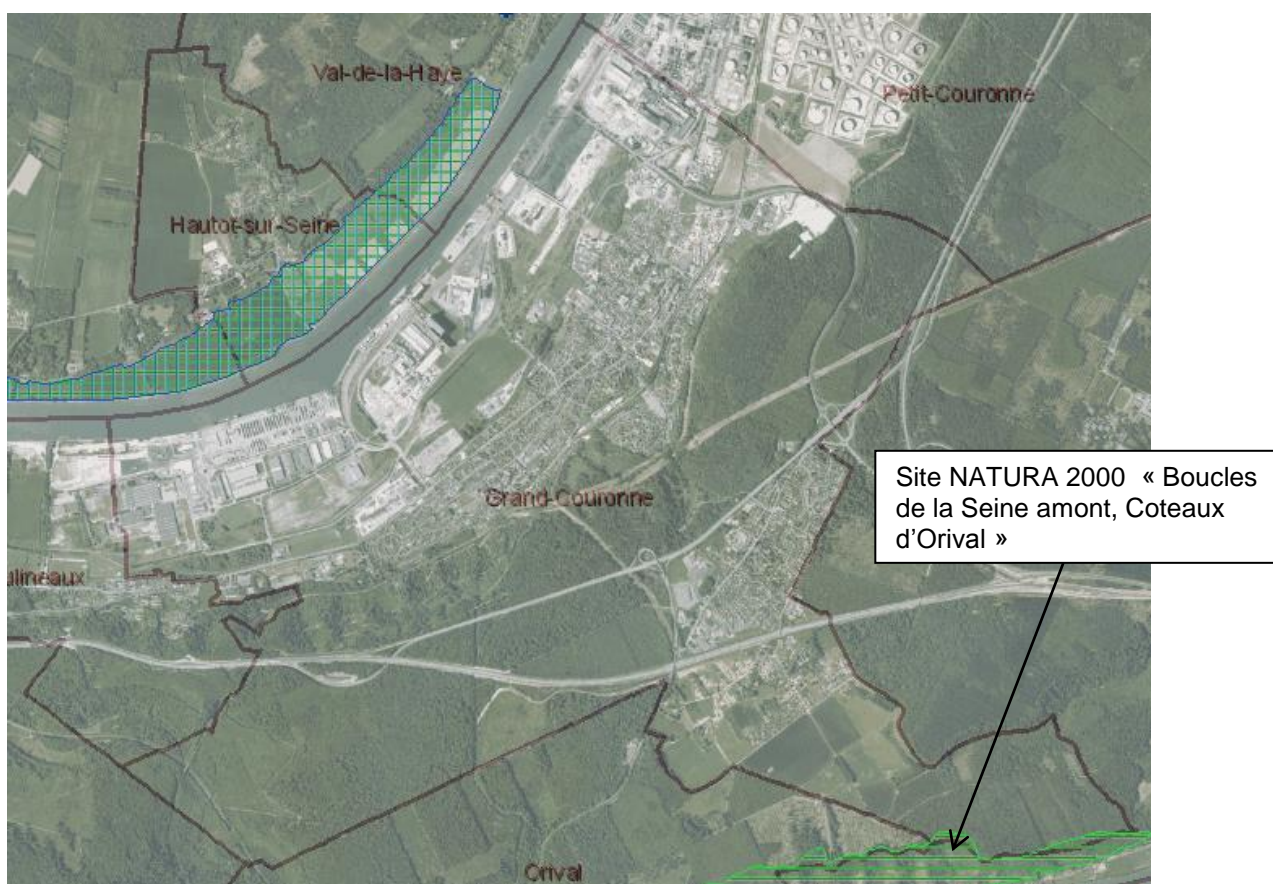 Val-de-la-Haye
Petit-Couronne
Hautot-sur-Seine
Site NATURA 2000 « Boucles
de la Seine amont, Coteaux
d'Orival »
Grand-Couronne
ulineaux
Orival